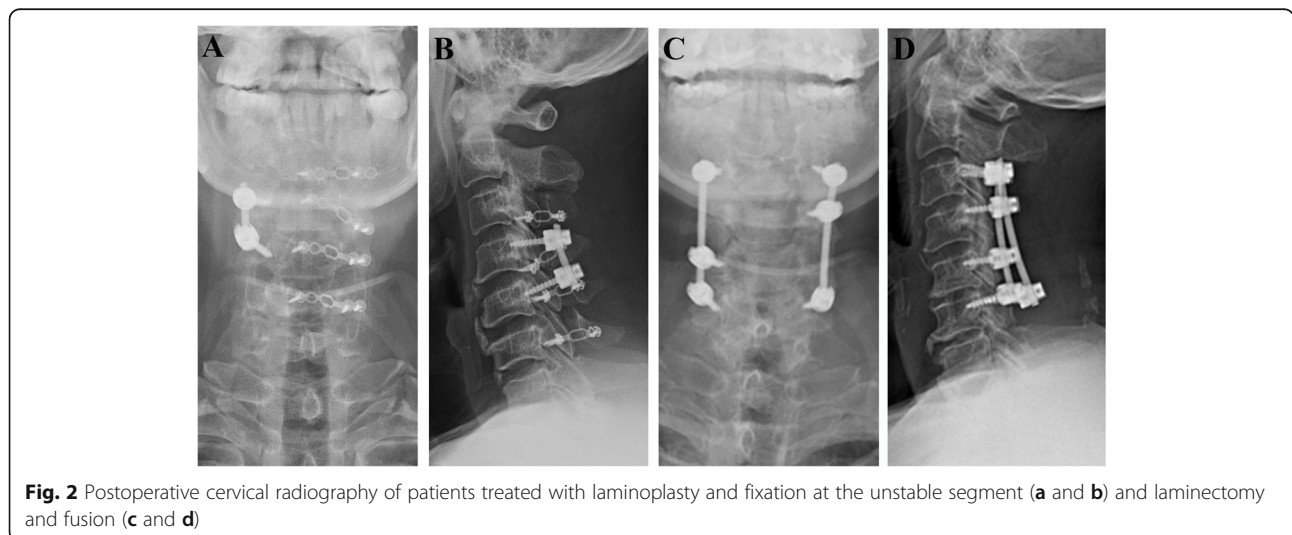 A B C D
Fig. 2 Postoperative cervical radiography of patients treated with laminoplasty and fixation at the unstable segment (a and b) and laminectomy
and fusion (c and d)